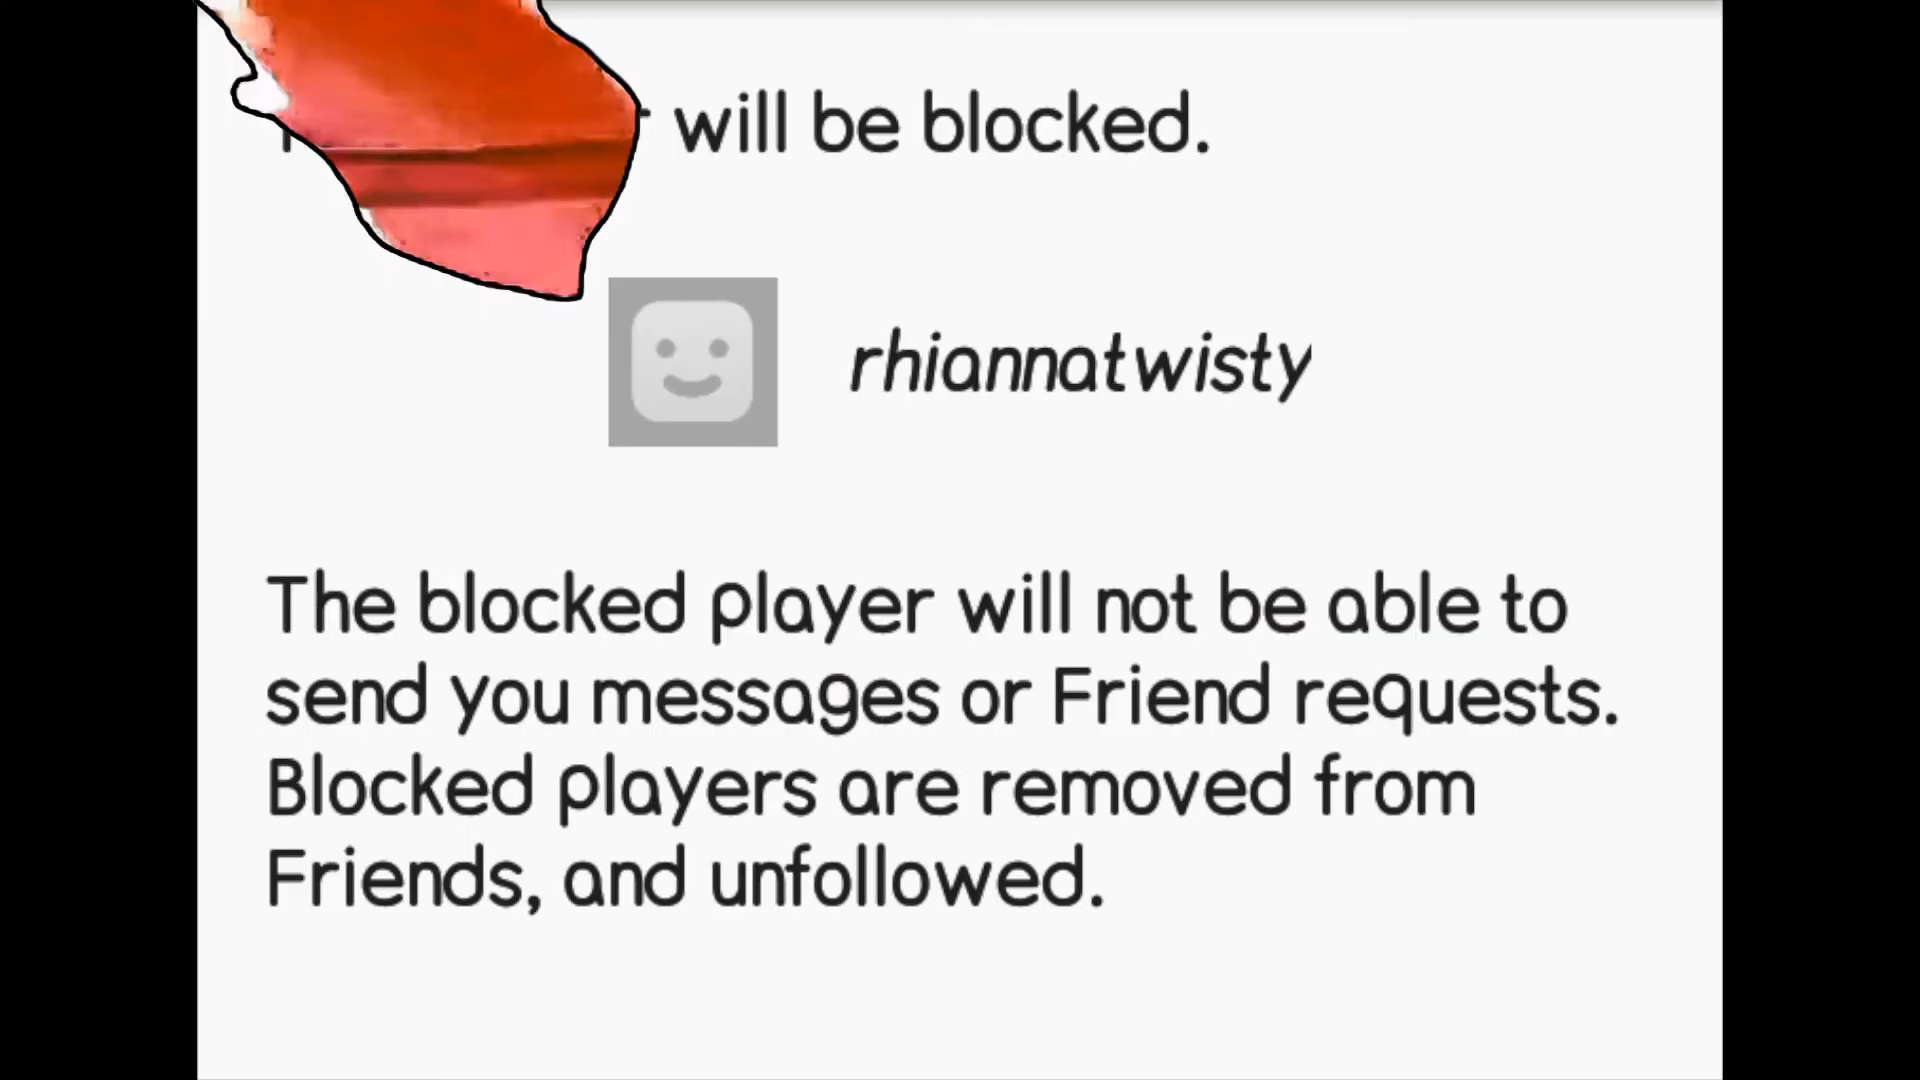 will be blocked.
rhiannatwisty
The blocked player will not be able to
send you messages or Friend requests.
Blocked players are removed from
Friends, and unfollowed.